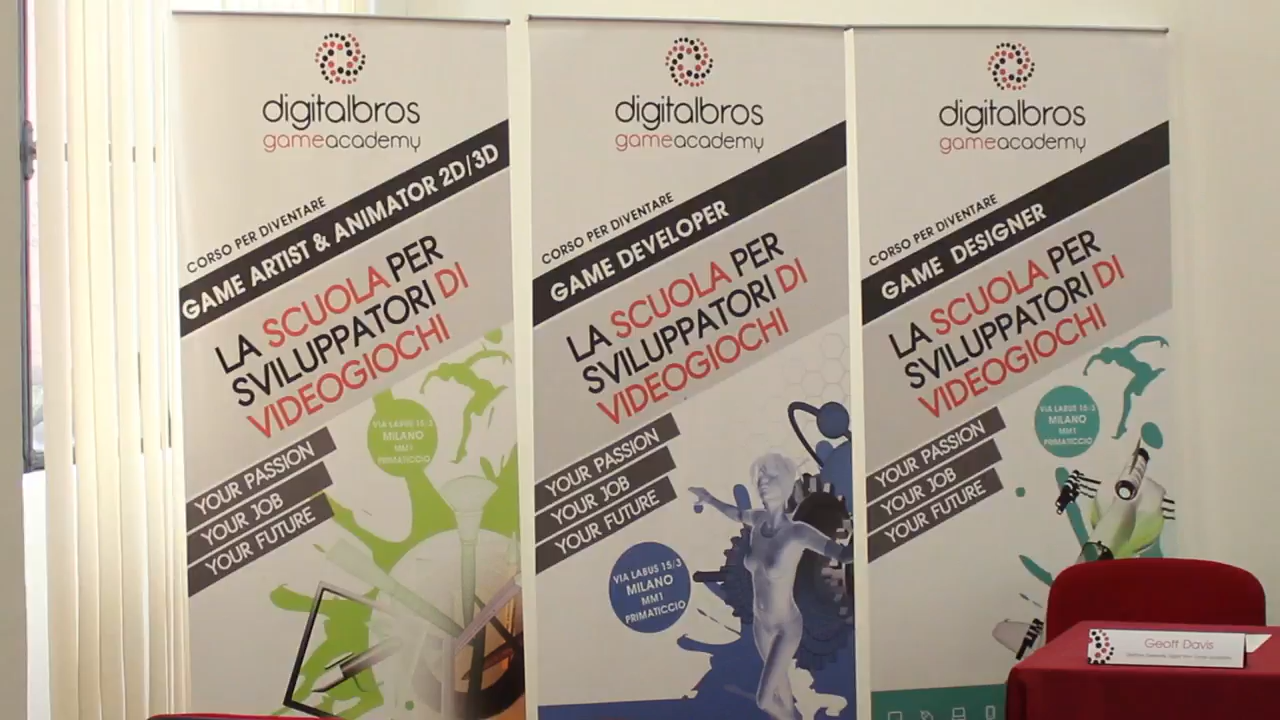 digitalbros
gameacademy
CORSO PER DIVENTARE
GAME ARTIST & ANIMATOR 2D/3D
LA SCUOLA PER
SVILUPPATORI DI
VIDEOGIOCHI
VIA LABUS 15/3
MILANO
MM1
PRIMATICCIO
YOUR PASSION
YOUR JOB
YOUR FUTURE
digitalbros
gameacademy
CORSO PER DIVENTARE
GAME DEVELOPER
LA SCUOLA PER
SVILUPPATORI DI
VIDEOGIOCHI
YOUR PASSION
YOUR JOB
YOUR FUTURE
VIA LABUS 15/3
MILANO
MM1
PRIMATICCIO
digitalbros
gameacademy
CORSO PER DIVENTARE
GAME DESIGNER
LA SCUOLA PER
SVILUPPATORI DI
VIDEOGIOCHI
VIA LABUS 15/3
MILANO
MM1
PRIMATICCIO
YOUR PASSION
YOUR JOB
YOUR FUTURE
Geoff Davis